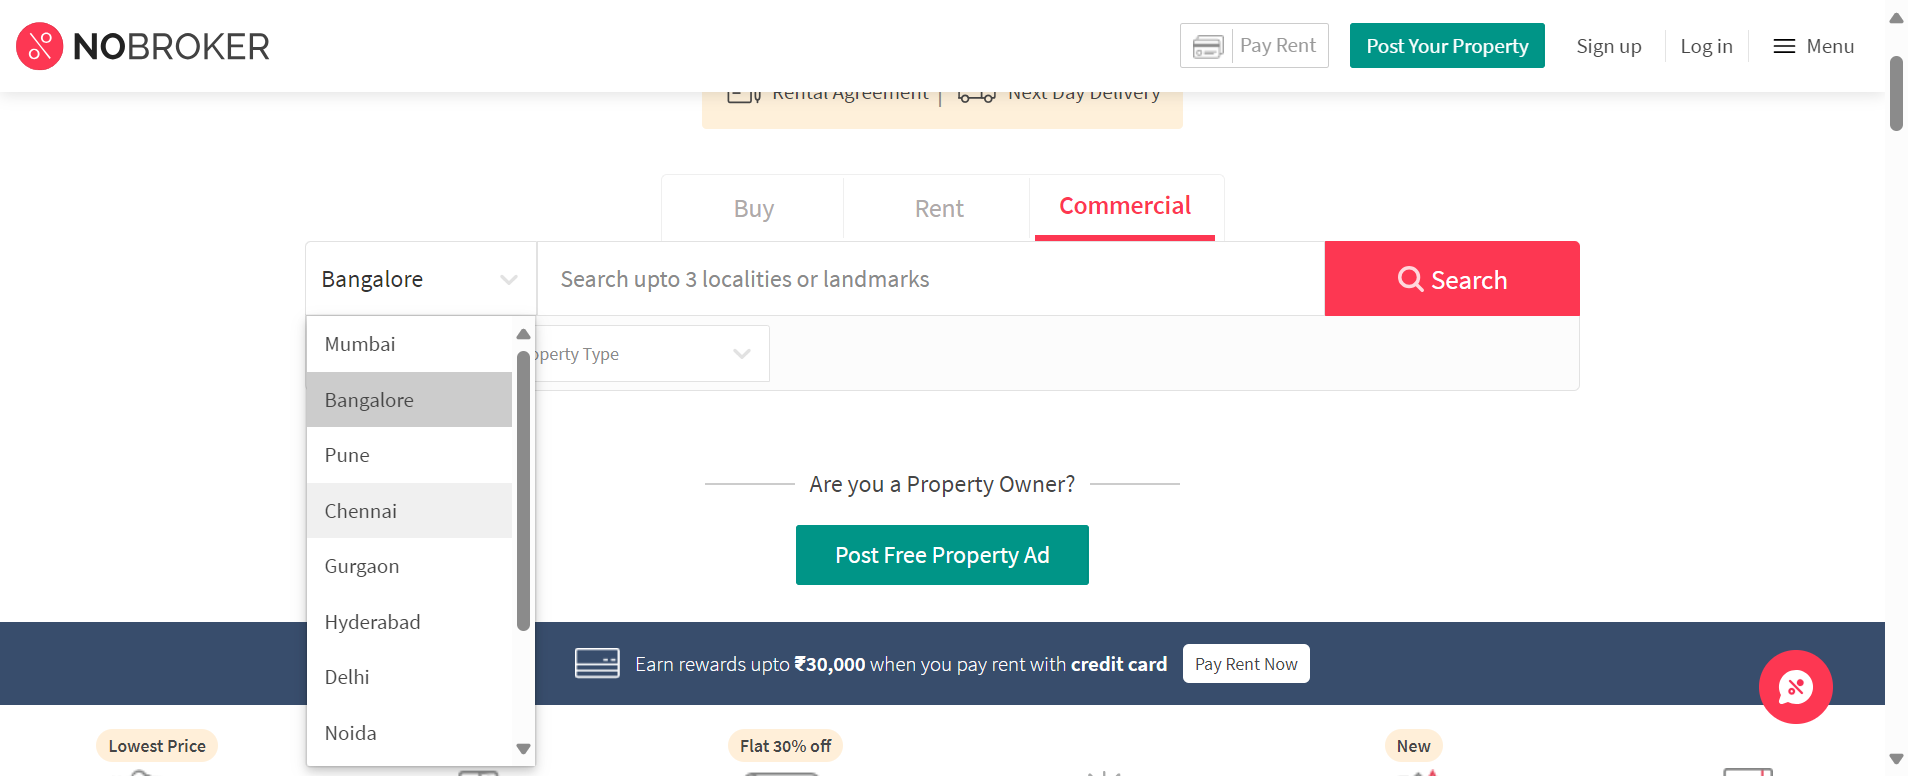 NOBROKER
Pay Rent
Post Your Property
Sign up
Log in
Menu
Rental Agreement | Next Day Delivery
Buy
Rent
Commercial
Bangalore
Search upto 3 localities or landmarks
Search
Mumbai
Bangalore
Pune
Chennai
Gurgaon
Hyderabad
Delhi
Noida
operty Type
Are you a Property Owner?
Post Free Property Ad
Earn rewards upto ₹30,000 when you pay rent with credit card
Pay Rent Now
Lowest Price
Flat 30% off
New